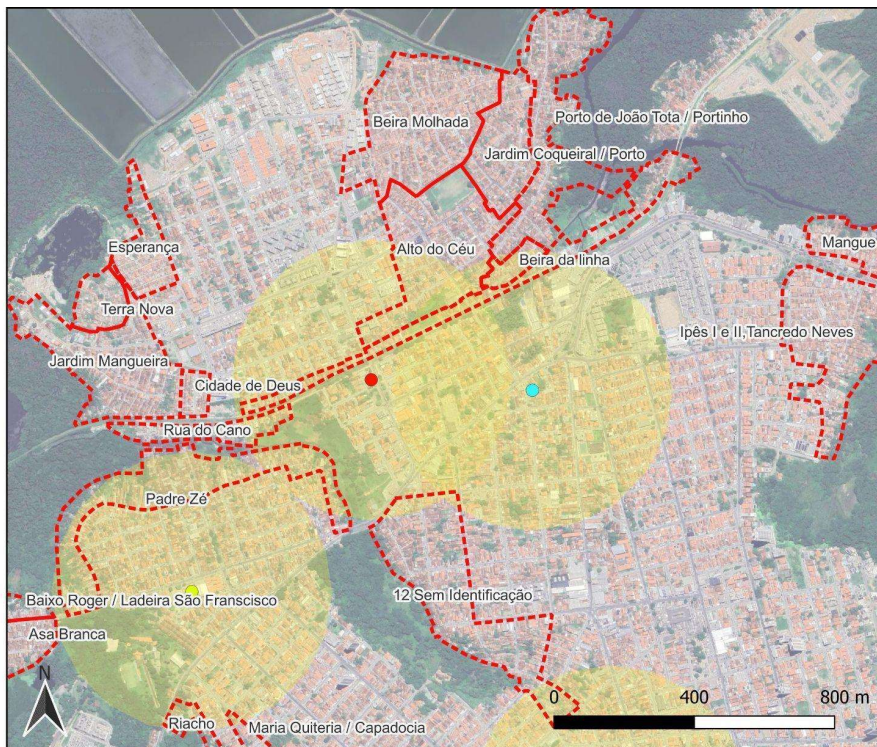 Beira Molhada
Porto de João Tota / Portinho
Jardim Coqueiral / Porto
Esperança
Alto do Céu
Mangue
Beira da linha
Terra Nova
Ipês I e II,Tancredo Neves
Jardim Mangueira
Cidade de Deus
Rua do Cano
Padre Zé
12 Sem Identificação
Baixo Roger / Ladeira São Franscisco
Asa Branca
N
0 400 800 m
Riacho
Maria Quiteria / Capadocia